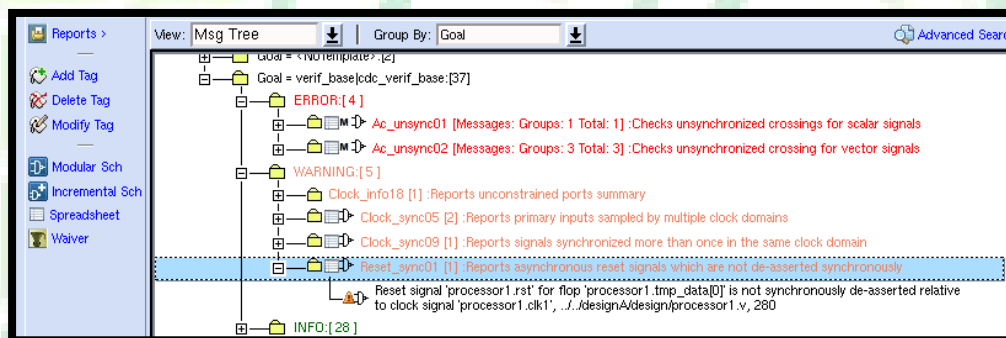 Reports >
View: Msg Tree
Group By: Goal
Advanced Sear
Add Tag
Delete Tag
Modify Tag
Modular Sch
Incremental Sch
Spreadsheet
Waiver
Goal = <NoTemplate>:[2]
Goal = verif_base|cdc_verif_base:[37]
ERROR:[4]
M Ac_unsync01 [Messages: Groups: 1 Total: 1] :Checks unsynchronized crossings for scalar signals
M Ac_unsync02 [Messages: Groups: 3 Total: 3] :Checks unsynchronized crossing for vector signals
WARNING:[5]
Clock_info18 [1] :Reports unconstrained ports summary
Clock_sync05 [2] :Reports primary inputs sampled by multiple clock domains
Clock_sync09 [1] :Reports signals synchronized more than once in the same clock domain
Reset_sync01 [1] :Reports asynchronous reset signals which are not de-asserted synchronously
Reset signal 'processor1.rst' for flop 'processor1.tmp_data[0]' is not synchronously de-asserted relative
to clock signal 'processor1.clk1', ../../designA/design/processor1.v, 280
INFO:[28]